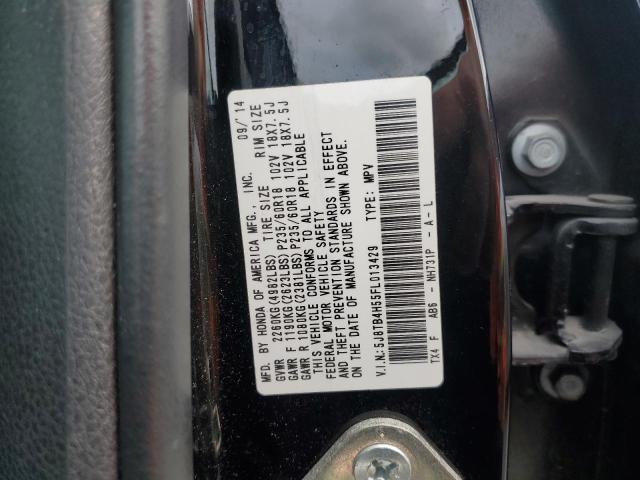 MFD. BY HONDA OF AMERICA MFG., INC. 09/'14
GVWR 2260KG(4982LBS) TIRE SIZE RIM SIZE
GAWR F 1190KG(2623LBS) P235/60R18 102V 18X7.5J
GAWR R 1080KG(2381LBS) P235/60R18 102V 18X7.5J
THIS VEHICLE CONFORMS TO ALL APPLICABLE
FEDERAL MOTOR VEHICLE SAFETY
AND THEFT PREVENTION STANDARDS IN EFFECT
ON THE DATE OF MANUFACTURE SHOWN ABOVE.
V.I.N:5J8TB4H55FL013429 TYPE: MPV
TX4 F AB6 - NH731P - A - L